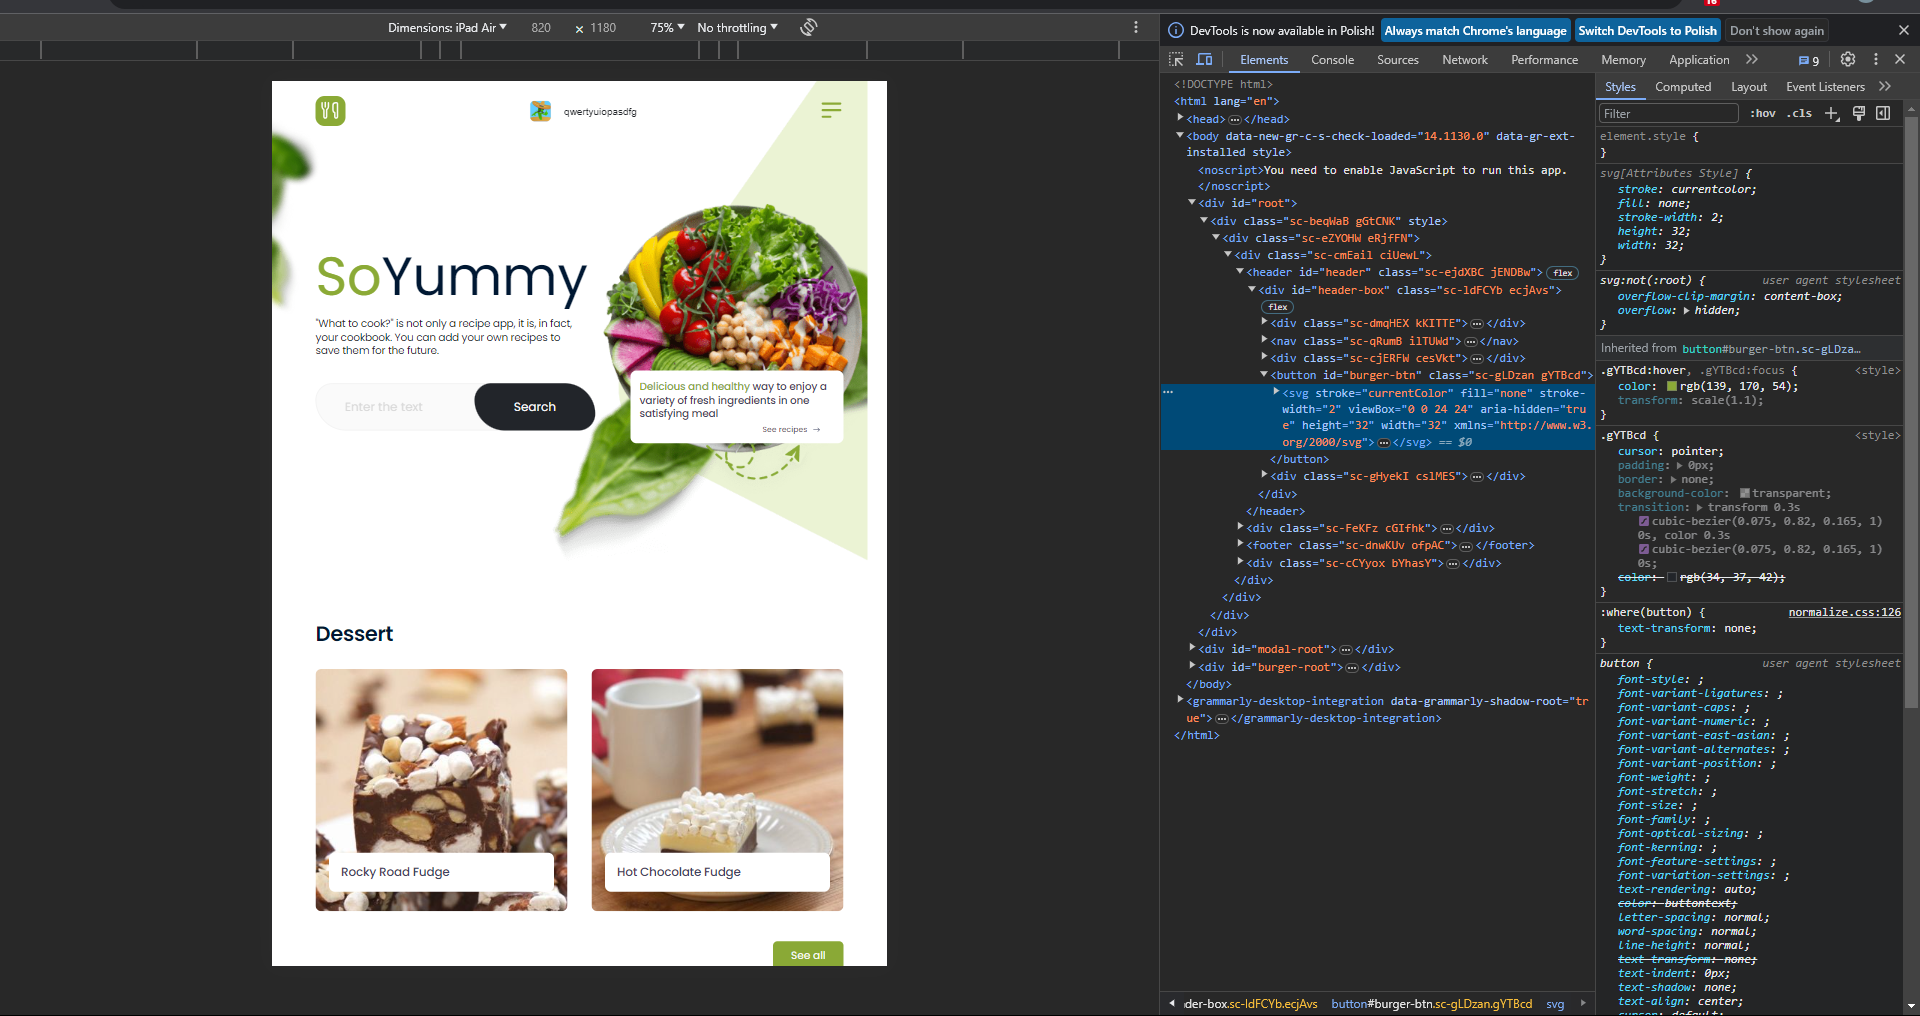 Dimensions: iPad Air
820 × 1180
75%
No throttling
qwertyuiopasdfg
SoYummy
"What to cook?" is not only a recipe app, it is, in fact,
your cookbook. You can add your own recipes to
save them for the future.
Enter the text
Search
Delicious and healthy way to enjoy a
variety of fresh ingredients in one
satisfying meal
See recipes →
Dessert
Rocky Road Fudge
Hot Chocolate Fudge
See all
DevTools is now available in Polish!
Always match Chrome's language
Switch DevTools to Polish
Don't show again
Elements
Console
Sources
Network
Performance
Memory
Application
9
<!DOCTYPE html>
<html lang="en">
<head>…</head>
<body data-new-gr-c-s-check-loaded="14.1130.0" data-gr-ext-
installed style>
<noscript>You need to enable JavaScript to run this app.
</noscript>
<div id="root">
<div class="sc-beqWaB gGtCNK" style>
<div class="sc-eZYOHW eRjfFN">
<div class="sc-cmEail ciUewL">
<header id="header" class="sc-ejdXBC jENDBw"> flex
<div id="header-box" class="sc-ldFCYb ecjAvs">
flex
<div class="sc-dmqHEX kKITTE">…</div>
<nav class="sc-qRumB ilTUWd">…</nav>
<div class="sc-cjERFW cesVkt">…</div>
<button id="burger-btn" class="sc-gLDzan gYTBcd">
<svg stroke="currentColor" fill="none" stroke-
width="2" viewBox="0 0 24 24" aria-hidden="tru
e" height="32" width="32" xmlns="http://www.w3.
org/2000/svg">…</svg> == $0
</button>
<div class="sc-gHyekI cslMES">…</div>
</div>
</header>
<div class="sc-FeKFz cGIfhk">…</div>
<footer class="sc-dnwKUv ofpAC">…</footer>
<div class="sc-cCYyox bYhasY">…</div>
</div>
</div>
</div>
</div>
<div id="modal-root">…</div>
<div id="burger-root">…</div>
</body>
<grammarly-desktop-integration data-grammarly-shadow-root="tr
ue">…</grammarly-desktop-integration>
</html>
button#burger-btn.sc-gLDzan.gYTBcd
svg
Styles
Computed
Layout
Event Listeners
Filter
:hov
.cls
element.style {
}
svg[Attributes Style] {
stroke: currentcolor;
fill: none;
stroke-width: 2;
height: 32;
width: 32;
}
svg:not(:root) { user agent stylesheet
overflow-clip-margin: content-box;
overflow: hidden;
}
Inherited from button#burger-btn.sc-gLDza…
.gYTBcd:hover, .gYTBcd:focus { <style>
color: rgb(139, 170, 54);
transform: scale(1.1);
}
.gYTBcd { <style>
cursor: pointer;
padding: 0px;
border: none;
background-color: transparent;
transition: transform 0.3s
cubic-bezier(0.075, 0.82, 0.165, 1)
0s, color 0.3s
cubic-bezier(0.075, 0.82, 0.165, 1)
0s;
color: rgb(34, 37, 42);
}
:where(button) { normalize.css:126
text-transform: none;
}
button { user agent stylesheet
font-style: ;
font-variant-ligatures: ;
font-variant-caps: ;
font-variant-numeric: ;
font-variant-east-asian: ;
font-variant-alternates: ;
font-variant-position: ;
font-weight: ;
font-stretch: ;
font-size: ;
font-family: ;
font-optical-sizing: ;
font-kerning: ;
font-feature-settings: ;
font-variation-settings: ;
text-rendering: auto;
color: buttontext;
letter-spacing: normal;
word-spacing: normal;
line-height: normal;
text-transform: none;
text-indent: 0px;
text-shadow: none;
text-align: center;